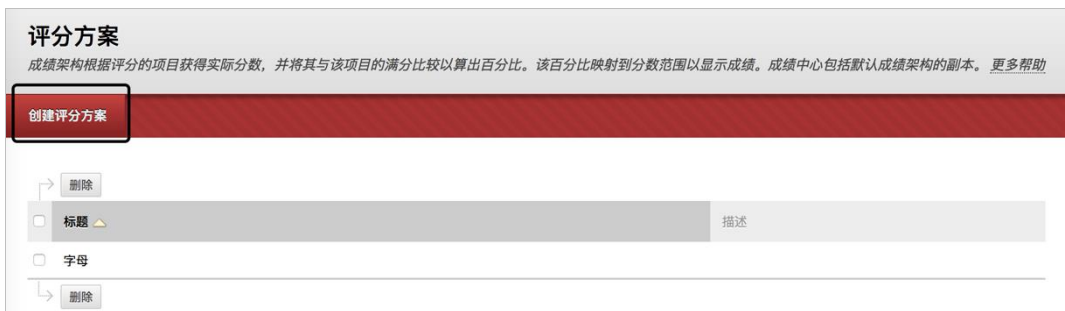 评分方案
成绩架构根据评分的项目获得实际分数，并将其与该项目的满分比较以算出百分比。该百分比映射到分数范围以显示成绩。成绩中心包括默认成绩架构的副本。 更多帮助
创建评分方案
删除
标题 描述
字母
删除